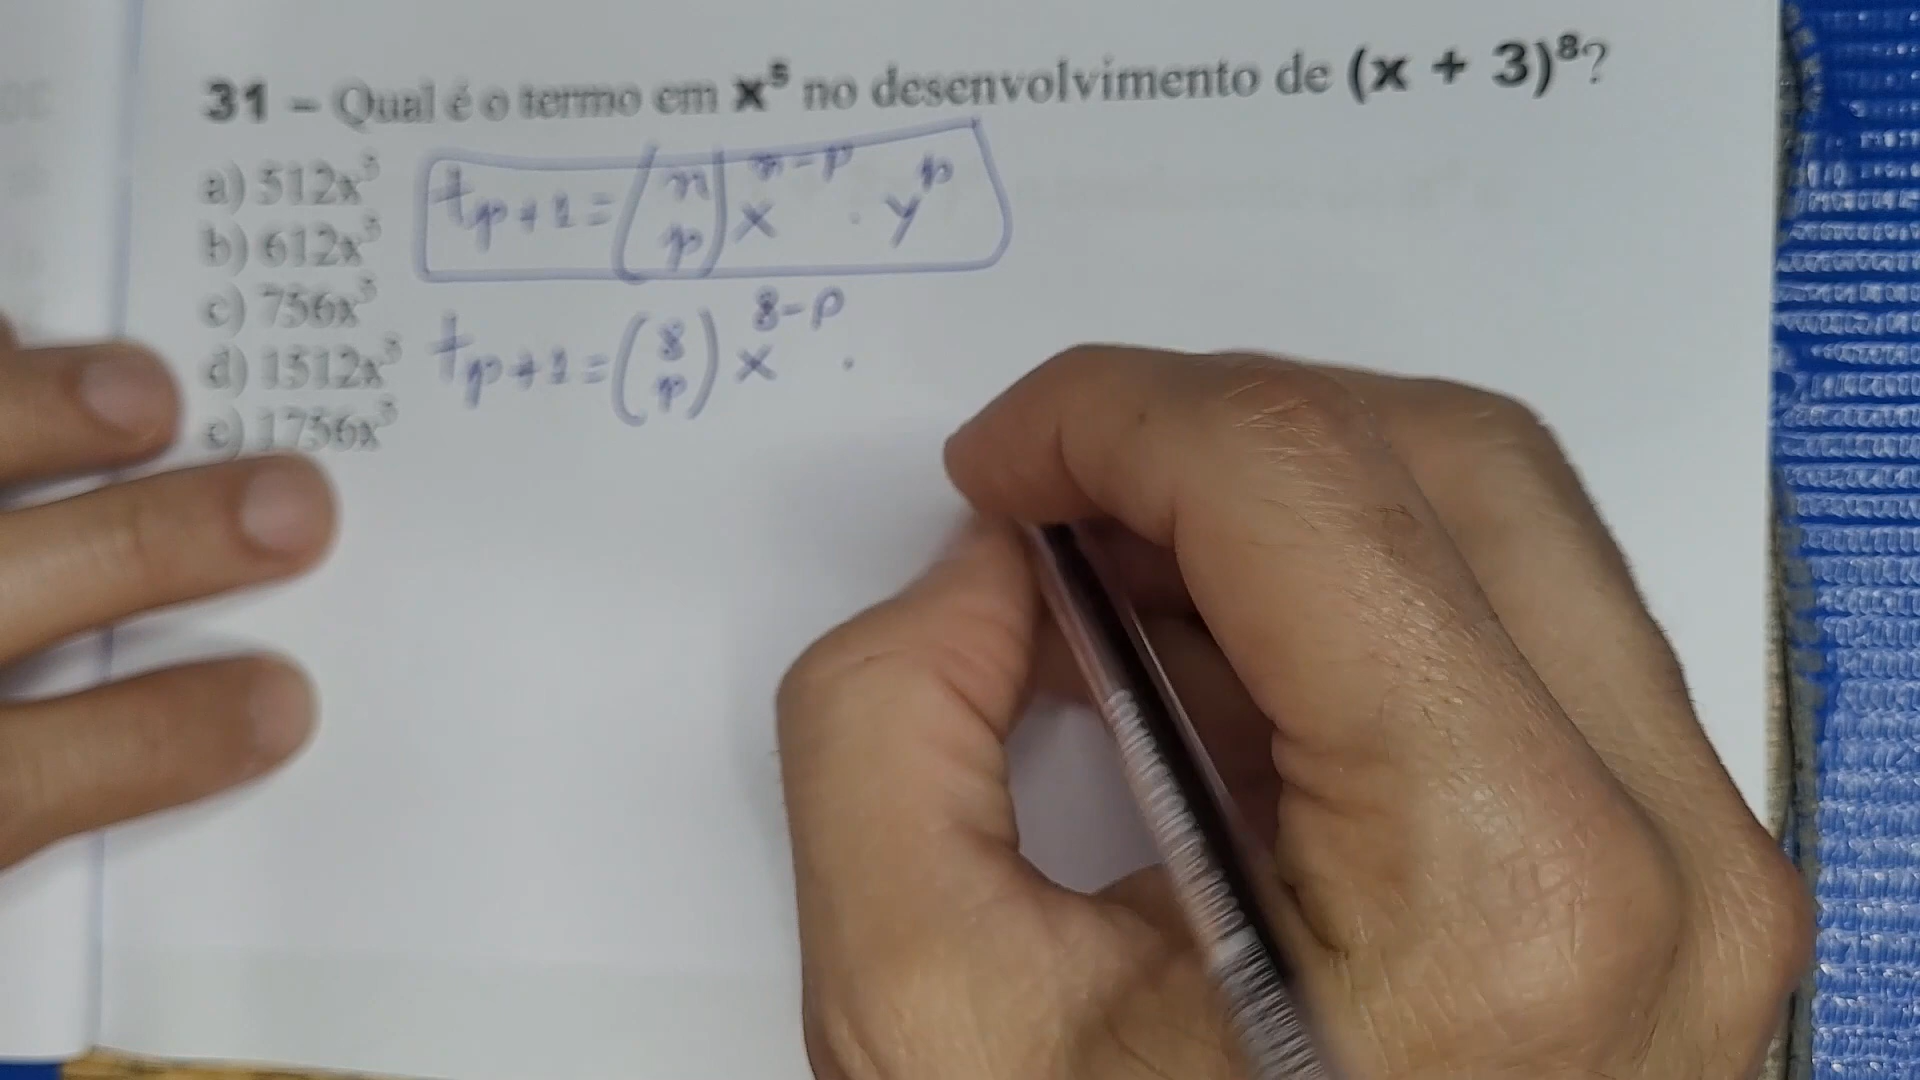 31 – Qual é o termo em x⁵ no desenvolvimento de (x + 3)⁸?
a) 512x⁵
b) 612x⁵
c) 756x⁵
d) 1512x⁵
e) 1756x⁵
tp+1 = (n p) x^n-p . y^p
tp+1 = (8 p) x^8-p .